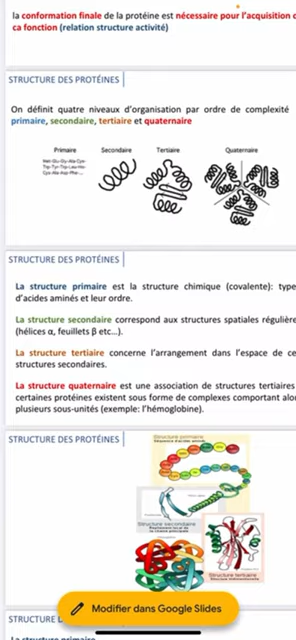 la conformation finale de la protéine est nécessaire pour l'acquisition
ca fonction (relation structure activité)
STRUCTURE DES PROTÉINES
On définit quatre niveaux d'organisation par ordre de complexité
primaire, secondaire, tertiaire et quaternaire
Primaire Secondaire Tertiaire Quaternaire
STRUCTURE DES PROTÉINES
La structure primaire est la structure chimique (covalente): type
d'acides aminés et leur ordre.
La structure secondaire correspond aux structures spatiales régulière
(hélices α, feuillets β etc...).
La structure tertiaire concerne l'arrangement dans l'espace de ce
structures secondaires.
La structure quaternaire est une association de structures tertiaires
certaines protéines existent sous forme de complexes comportant alo
plusieurs sous-unités (exemple: l'hémoglobine).
STRUCTURE DES PROTÉINES
Structure primaire
Structure secondaire
Structure tertiaire
Modifier dans Google Slides
STRUCTURE
La structure primaire